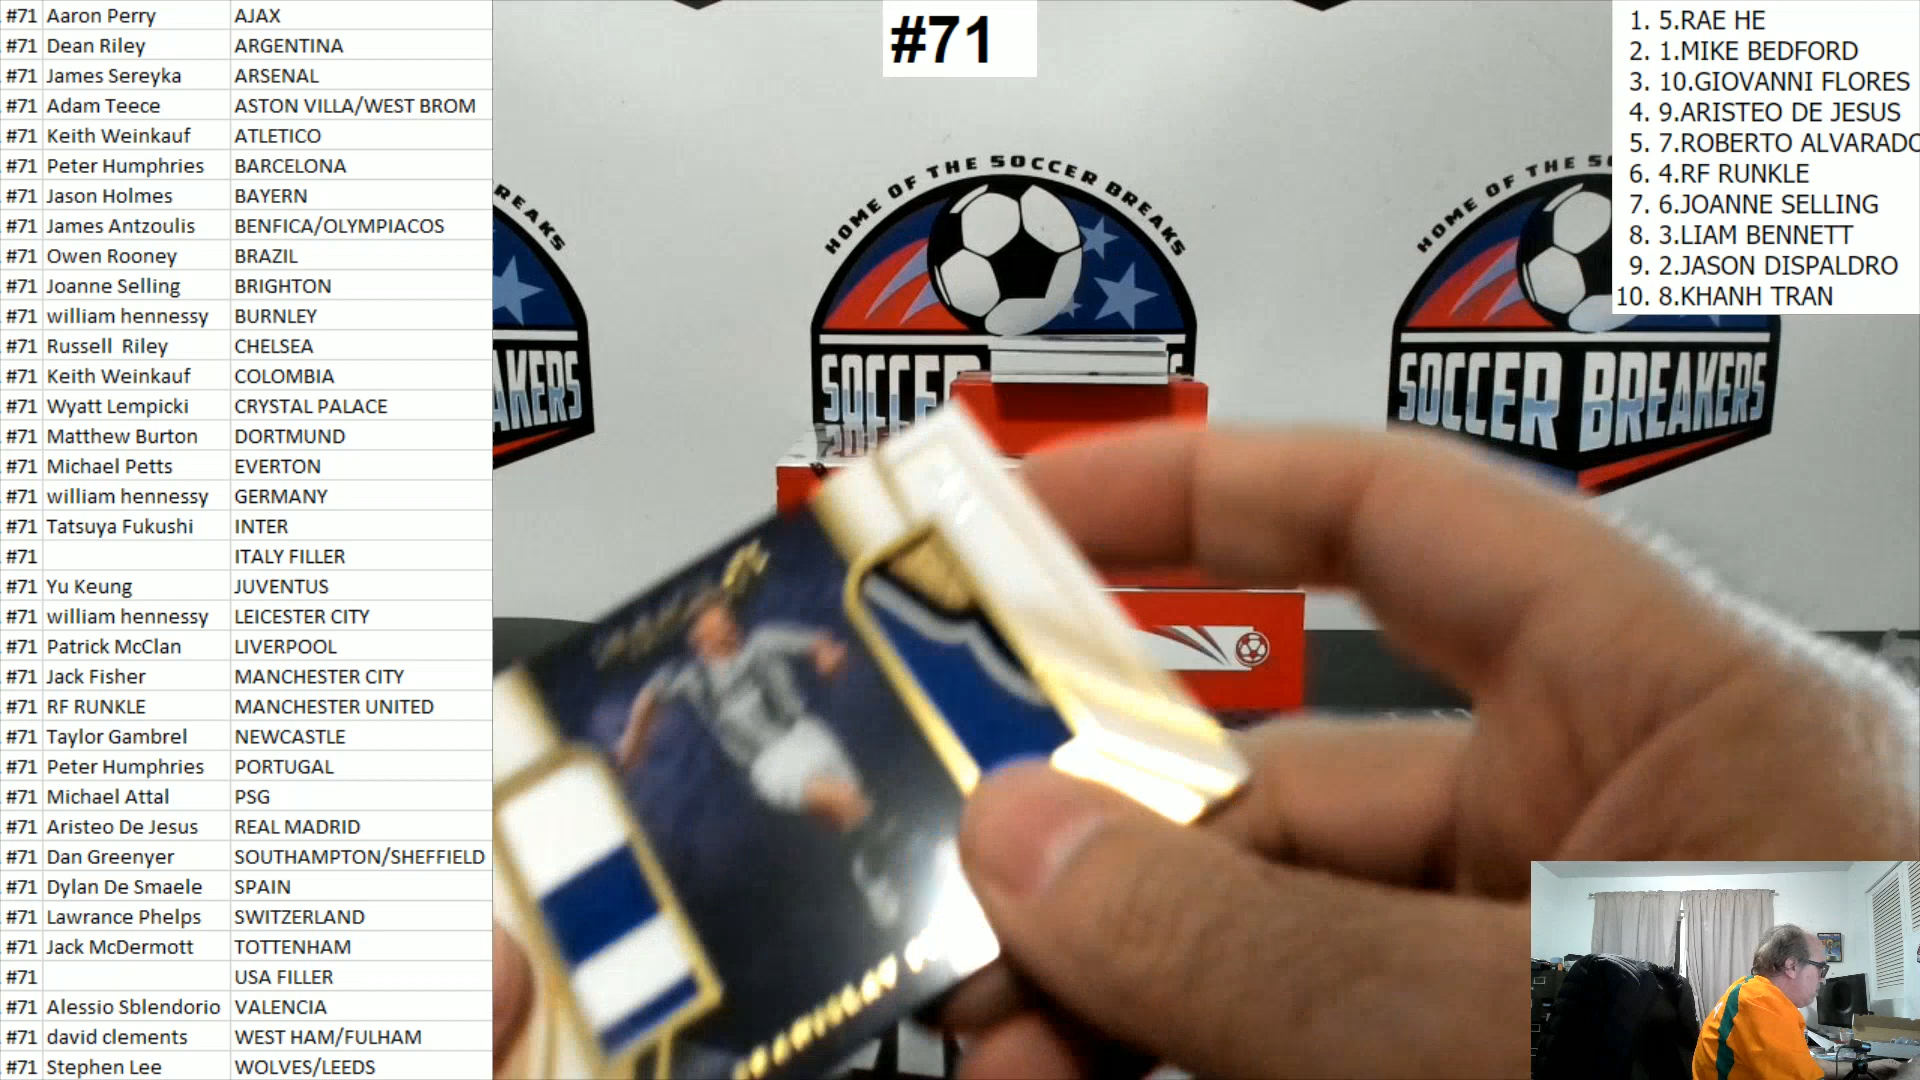 #71 Aaron Perry AJAX
#71 Dean Riley ARGENTINA
#71 James Sereyka ARSENAL
#71 Adam Teece ASTON VILLA/WEST BROM
#71 Keith Weinkauf ATLETICO
#71 Peter Humphries BARCELONA
#71 Jason Holmes BAYERN
#71 James Antzoulis BENFICA/OLYMPIACOS
#71 Owen Rooney BRAZIL
#71 Joanne Selling BRIGHTON
#71 william hennessy BURNLEY
#71 Russell Riley CHELSEA
#71 Keith Weinkauf COLOMBIA
#71 Wyatt Lempicki CRYSTAL PALACE
#71 Matthew Burton DORTMUND
#71 Michael Petts EVERTON
#71 william hennessy GERMANY
#71 Tatsuya Fukushi INTER
#71 ITALY FILLER
#71 Yu Keung JUVENTUS
#71 william hennessy LEICESTER CITY
#71 Patrick McClan LIVERPOOL
#71 Jack Fisher MANCHESTER CITY
#71 RF RUNKLE MANCHESTER UNITED
#71 Taylor Gambrel NEWCASTLE
#71 Peter Humphries PORTUGAL
#71 Michael Attal PSG
#71 Aristeo De Jesus REAL MADRID
#71 Dan Greenyer SOUTHAMPTON/SHEFFIELD
#71 Dylan De Smaele SPAIN
#71 Lawrance Phelps SWITZERLAND
#71 Jack McDermott TOTTENHAM
#71 USA FILLER
#71 Alessio Sblendorio VALENCIA
#71 david clements WEST HAM/FULHAM
#71 Stephen Lee WOLVES/LEEDS
#71
1. 5.RAE HE
2. 1.MIKE BEDFORD
3. 10.GIOVANNI FLORES
4. 9.ARISTEO DE JESUS
5. 7.ROBERTO ALVARADO
6. 4.RF RUNKLE
7. 6.JOANNE SELLING
8. 3.LIAM BENNETT
9. 2.JASON DISPALDRO
10. 8.KHANH TRAN
REAKS
AKERS
HOME OF THE SOCCER BREAKS
SOCCE
HOME OF THE SO
SOCCER BREAKERS